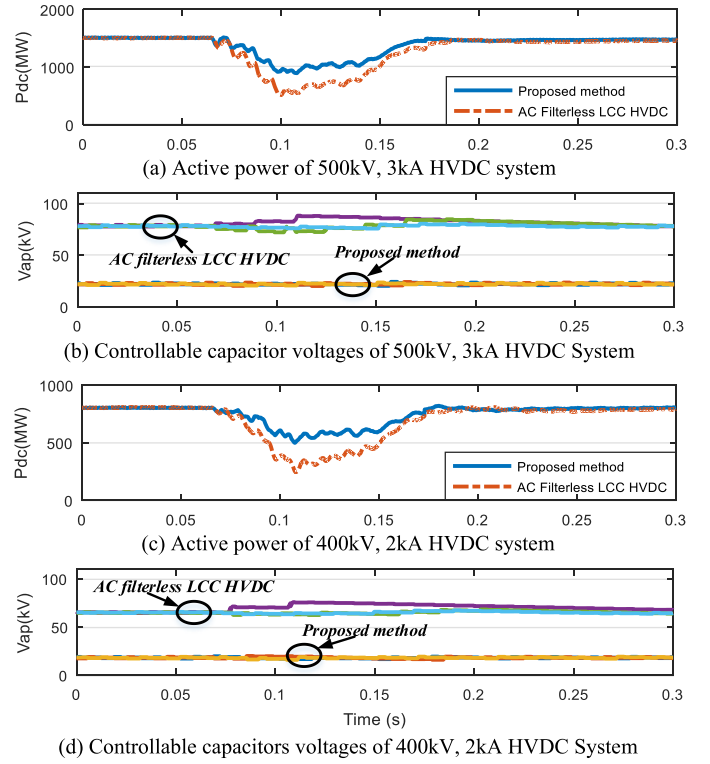 2000
1000
0
Pdc(MW)
Proposed method
AC Filterless LCC HVDC
0 0.05 0.1 0.15 0.2 0.25 0.3
(a) Active power of 500kV, 3kA HVDC system
100
50
0
Vap(kV)
AC filterless LCC HVDC
Proposed method
0 0.05 0.1 0.15 0.2 0.25 0.3
(b) Controllable capacitor voltages of 500kV, 3kA HVDC System
1000
500
0
Pdc(MW)
Proposed method
AC Filterless LCC HVDC
0 0.05 0.1 0.15 0.2 0.25 0.3
(c) Active power of 400kV, 2kA HVDC system
100
50
0
Vap(kV)
AC filterless LCC HVDC
Proposed method
0 0.05 0.1 0.15 0.2 0.25 0.3
Time (s)
(d) Controllable capacitors voltages of 400kV, 2kA HVDC System